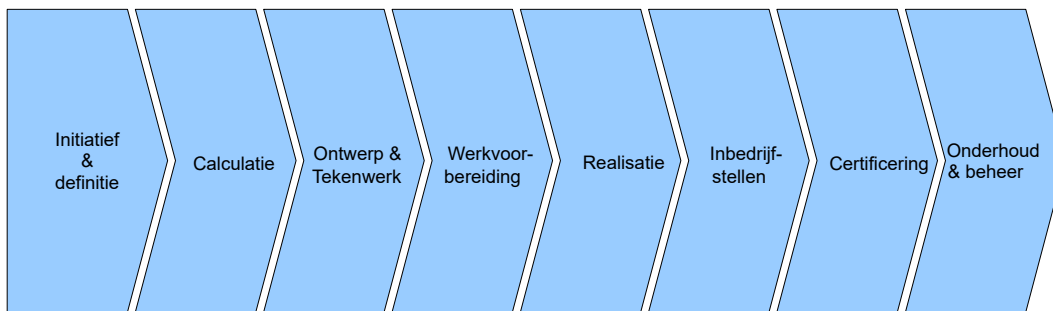 Initiatief
&
definitie
Calculatie
Ontwerp &
Tekenwerk
Werkvoor-
bereiding
Realisatie
Inbedrijf-
stellen
Certificering
Onderhoud
& beheer